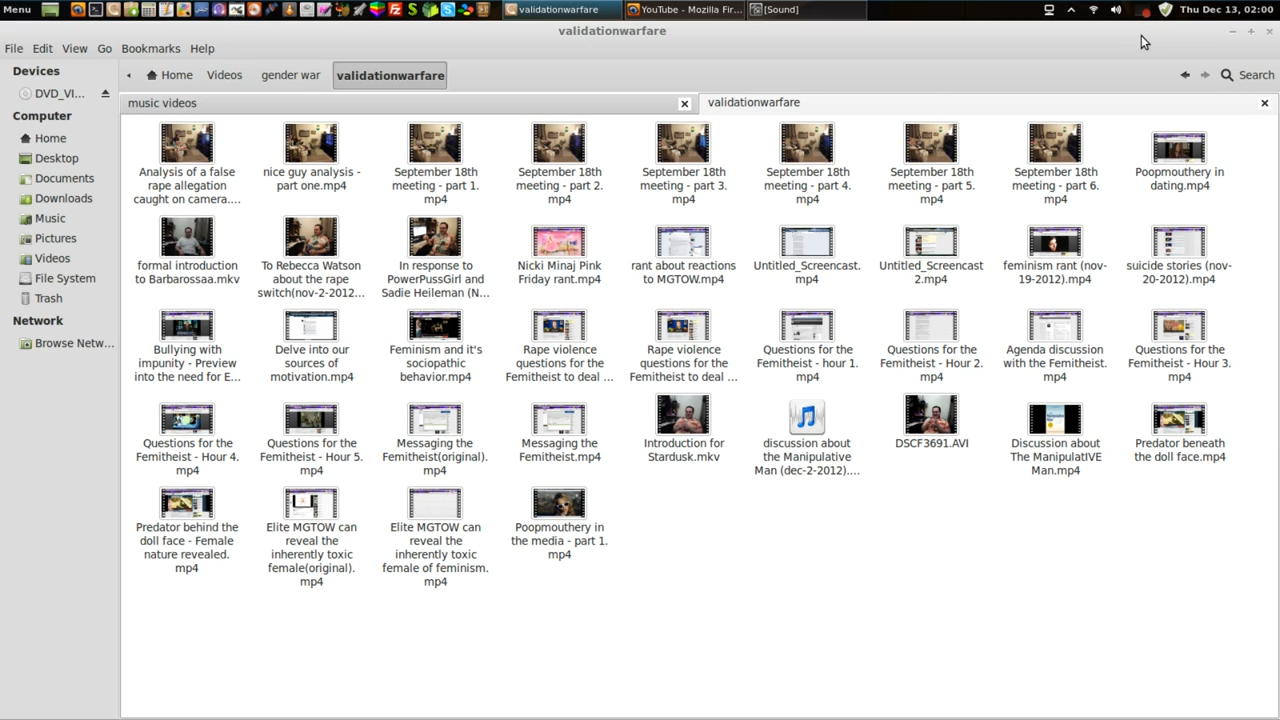 Menu validationwarfare YouTube - Mozilla Fir... [Sound] Thu Dec 13, 02:00
validationwarfare
File Edit View Go Bookmarks Help
Devices
DVD_VI...
Computer
Home
Desktop
Documents
Downloads
Music
Pictures
Videos
File System
Trash
Network
Browse Netw...
Home Videos gender war validationwarfare Search
music videos validationwarfare
Analysis of a false
rape allegation
caught on camera....
nice guy analysis -
part one.mp4
September 18th
meeting - part 1.
mp4
September 18th
meeting - part 2.
mp4
September 18th
meeting - part 3.
mp4
September 18th
meeting - part 4.
mp4
September 18th
meeting - part 5.
mp4
September 18th
meeting - part 6.
mp4
Poopmouthery in
dating.mp4
formal introduction
to Barbarossaa.mkv
To Rebecca Watson
about the rape
switch(nov-2-2012...
In response to
PowerPussGirl and
Sadie Heileman (N...
Nicki Minaj Pink
Friday rant.mp4
rant about reactions
to MGTOW.mp4
Untitled_Screencast.
mp4
Untitled_Screencast
2.mp4
feminism rant (nov-
19-2012).mp4
suicide stories (nov-
20-2012).mp4
Bullying with
impunity - Preview
into the need for E...
Delve into our
sources of
motivation.mp4
Feminism and it's
sociopathic
behavior.mp4
Rape violence
questions for the
Femitheist to deal ...
Rape violence
questions for the
Femitheist to deal ...
Questions for the
Femitheist - hour 1.
mp4
Questions for the
Femitheist - Hour 2.
mp4
Agenda discussion
with the Femitheist.
mp4
Questions for the
Femitheist - Hour 3.
mp4
Questions for the
Femitheist - Hour 4.
mp4
Questions for the
Femitheist - Hour 5.
mp4
Messaging the
Femitheist(original).
mp4
Messaging the
Femitheist.mp4
Introduction for
Stardusk.mkv
discussion about
the Manipulative
Man (dec-2-2012)....
DSCF3691.AVI
Discussion about
The ManipulatIVE
Man.mp4
Predator beneath
the doll face.mp4
Predator behind the
doll face - Female
nature revealed.
mp4
Elite MGTOW can
reveal the
inherently toxic
female(original).
mp4
Elite MGTOW can
reveal the
inherently toxic
female of feminism.
mp4
Poopmouthery in
the media - part 1.
mp4